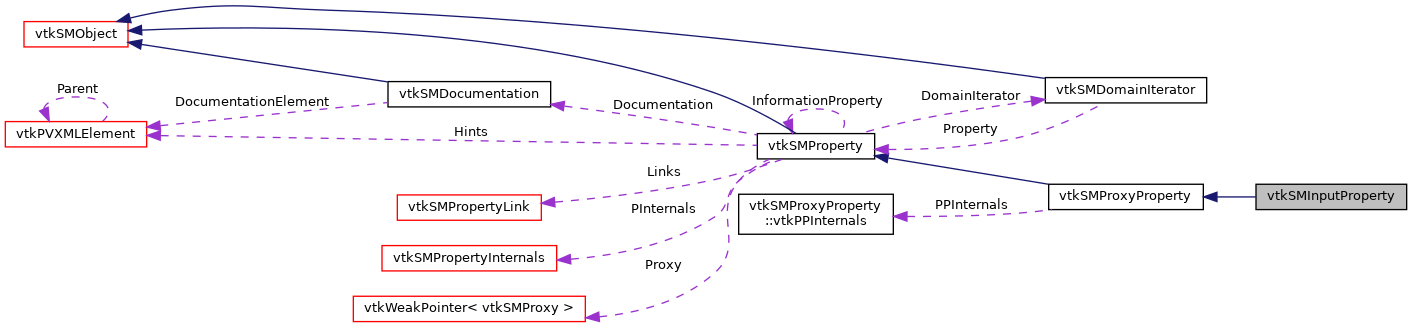 vtkSMObject
Parent
vtkSMDocumentation
vtkSMDomainIterator
DocumentationElement
Documentation
InformationProperty
DomainIterator
vtkPVXMLElement
Hints
Property
vtkSMProperty
Links
vtkSMPropertyLink
PInternals
vtkSMProxyProperty
::vtkPPInternals
PPInternals
vtkSMProxyProperty
vtkSMInputProperty
vtkSMPropertyInternals
Proxy
vtkWeakPointer< vtkSMProxy >